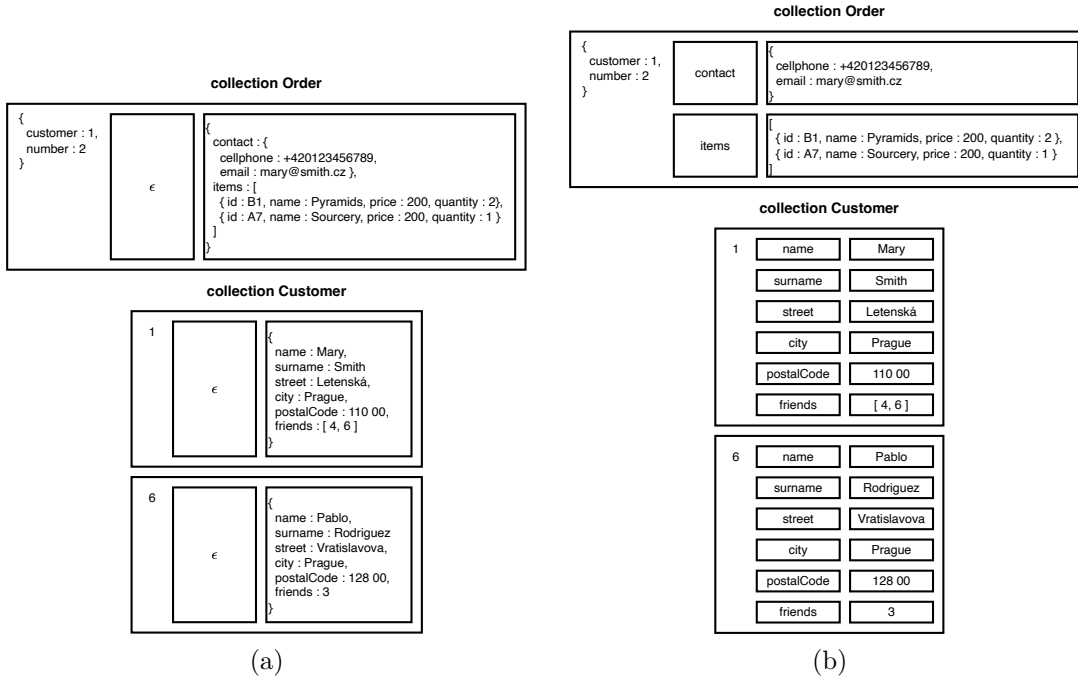 collection Order
{
customer : 1,
number : 2
}
ϵ
{
contact : {
cellphone : +420123456789,
email : mary@smith.cz },
items : [
{ id : B1, name : Pyramids, price : 200, quantity : 2},
{ id : A7, name : Sourcery, price : 200, quantity : 1 }
]
}
collection Customer
1
ϵ
{
name : Mary,
surname : Smith
street : Letenská,
city : Prague,
postalCode : 110 00,
friends : [ 4, 6 ]
}
6
ϵ
{
name : Pablo,
surname : Rodriguez
street : Vratislavova,
city : Prague,
postalCode : 128 00,
friends : 3
}
(a)
collection Order
{
customer : 1,
number : 2
}
contact
{
cellphone : +420123456789,
email : mary@smith.cz
}
items
[
{ id : B1, name : Pyramids, price : 200, quantity : 2 },
{ id : A7, name : Sourcery, price : 200, quantity : 1 }
]
collection Customer
1 name Mary
surname Smith
street Letenská
city Prague
postalCode 110 00
friends [ 4, 6 ]
6 name Pablo
surname Rodriguez
street Vratislavova
city Prague
postalCode 128 00
friends 3
(b)